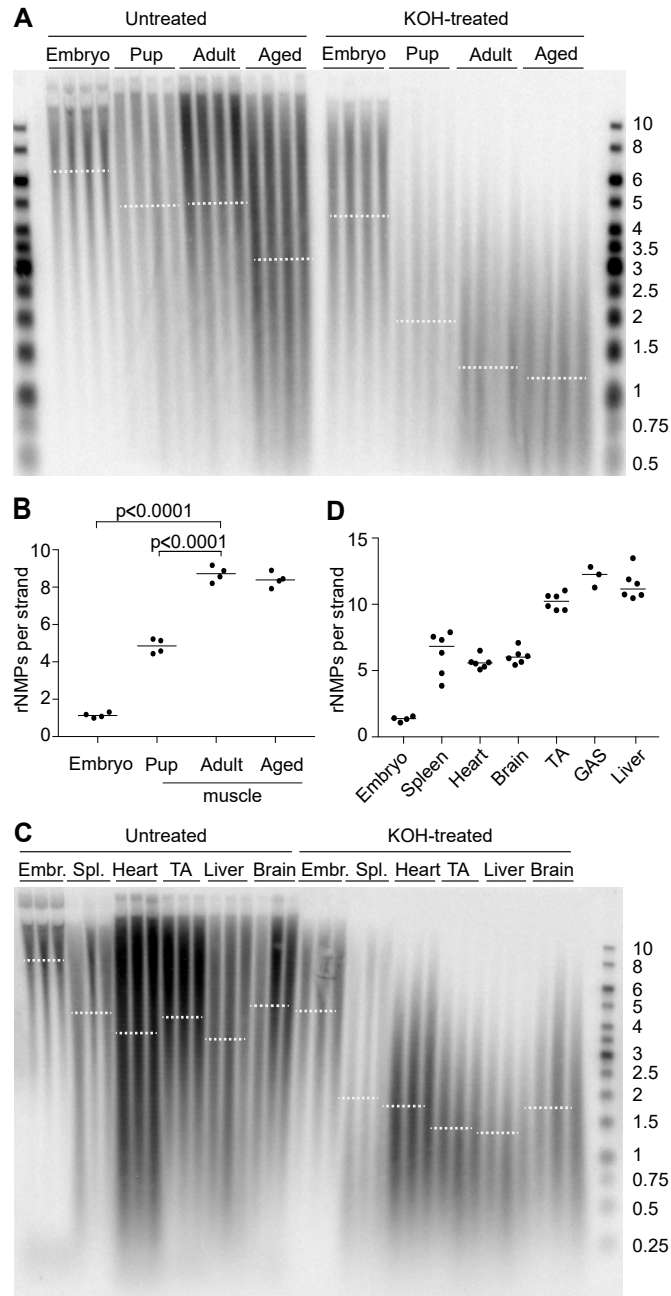 A
Untreated KOH-treated
Embryo Pup Adult Aged Embryo Pup Adult Aged
10
8
6
5
4
3.5
3
2.5
2
1.5
1
0.75
0.5
B
p<0.0001
p<0.0001
rNMPs per strand
10
8
6
4
2
0
Embryo Pup Adult Aged
muscle
D
rNMPs per strand
15
10
5
0
Embryo Spleen Heart Brain TA GAS Liver
C
Untreated KOH-treated
Embr. Spl. Heart TA Liver Brain Embr. Spl. Heart TA Liver Brain
10
8
6
5
4
3
2.5
2
1.5
1
0.75
0.5
0.25